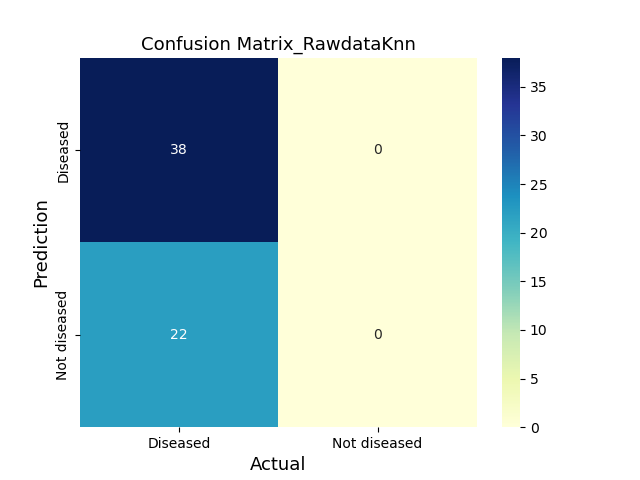 Confusion Matrix_RawdataKnn
Prediction
Diseased
Not diseased
38
0
22
0
Diseased
Not diseased
Actual
35
30
25
20
15
10
5
0